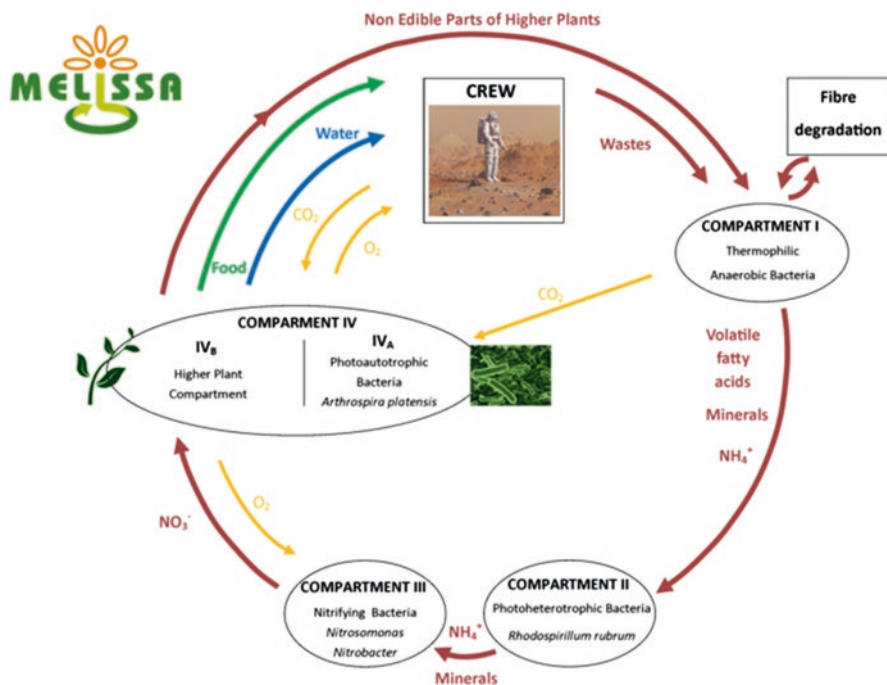 MELISSA
Non Edible Parts of Higher Plants
CREW
Fibre
degradation
Water
Wastes
CO₂
O₂
Food
COMPARTMENT I
Thermophilic
Anaerobic Bacteria
CO₂
COMPARMENT IV
IV_B
Higher Plant
Compartment
IV_A
Photoautotrophic
Bacteria
Arthrospira platensis
Volatile
fatty
acids
Minerals
NH₄⁺
O₂
NO₃⁻
COMPARTMENT III
Nitrifying Bacteria
Nitrosomonas
Nitrobacter
NH₄⁺
Minerals
COMPARTMENT II
Photoheterotrophic Bacteria
Rhodospirillum rubrum